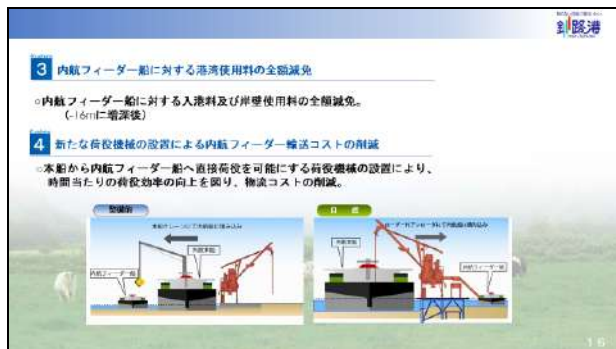 釧路港
3 内航フィーダー船に対する港湾使用料の全額減免
○内航フィーダー船に対する入港料及び岸壁使用料の全額減免。
(-16mに増深後)
4 新たな荷役機械の設置による内航フィーダー輸送コストの削減
○本船から内航フィーダー船へ直接荷役を可能にする荷役機械の設置により、
時間当たりの荷役効率の向上を図り、物流コストの削減。
整備前
内航フィーダー船
外航本船
外航本船
内航フィーダー船
16